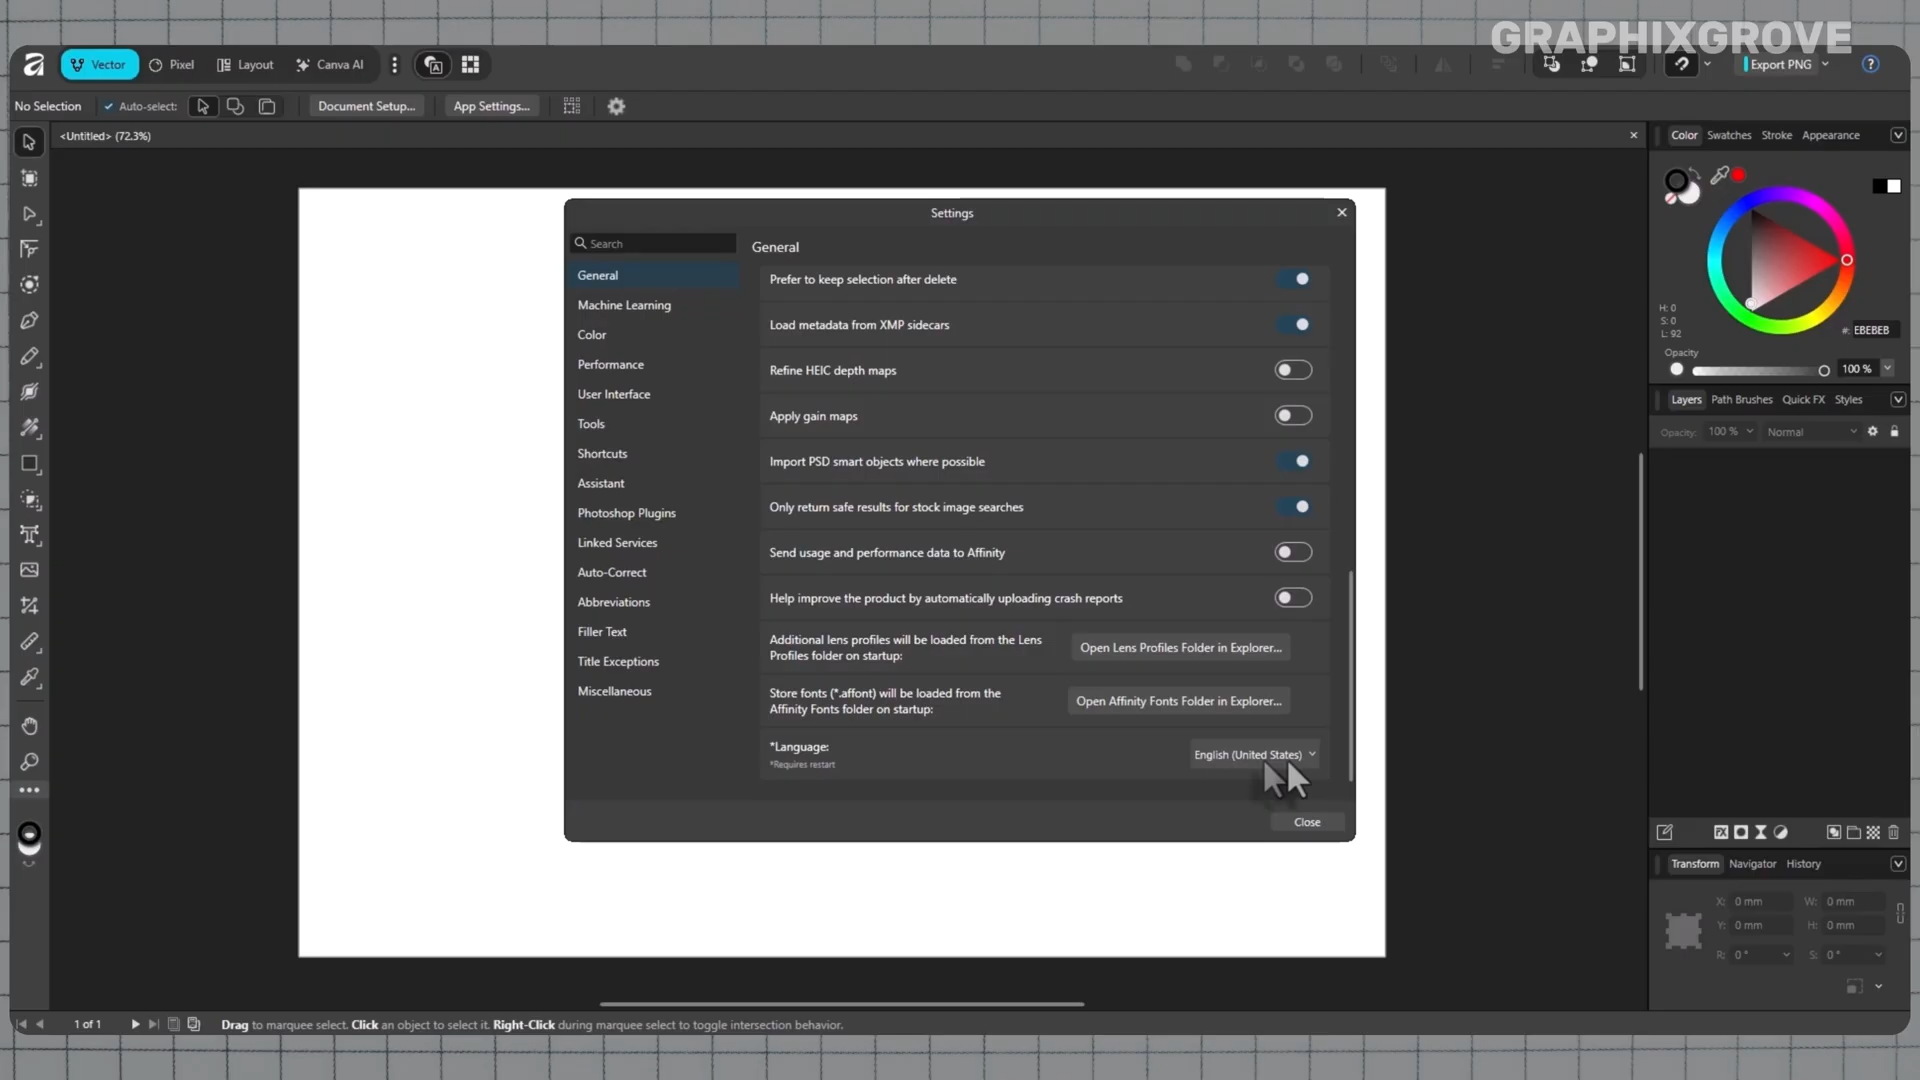 GRAPHIXGROVE
Vector
Pixel
Layout
Canva AI
Export PNG
No Selection
Auto-select:
Document Setup...
App Settings...
<Untitled> (72.3%)
Settings
Search
General
Machine Learning
Color
Performance
User Interface
Tools
Shortcuts
Assistant
Photoshop Plugins
Linked Services
Auto-Correct
Abbreviations
Filler Text
Title Exceptions
Miscellaneous
General
Prefer to keep selection after delete
Load metadata from XMP sidecars
Refine HEIC depth maps
Apply gain maps
Import PSD smart objects where possible
Only return safe results for stock image searches
Send usage and performance data to Affinity
Help improve the product by automatically uploading crash reports
Additional lens profiles will be loaded from the Lens
Profiles folder on startup:
Open Lens Profiles Folder in Explorer...
Store fonts (*.affont) will be loaded from the
Affinity Fonts folder on startup:
Open Affinity Fonts Folder in Explorer...
*Language:
*Requires restart
English (United States)
Close
Color Swatches Stroke Appearance
H: 0
S: 0
L: 92
#: EBEBEB
Opacity
100 %
Layers Path Brushes Quick FX Styles
Opacity: 100 % Normal
FX
Transform Navigator History
X: 0 mm W: 0 mm
Y: 0 mm H: 0 mm
R: 0 ° S: 0 °
1 of 1
Drag to marquee select. Click an object to select it. Right-Click during marquee select to toggle intersection behavior.